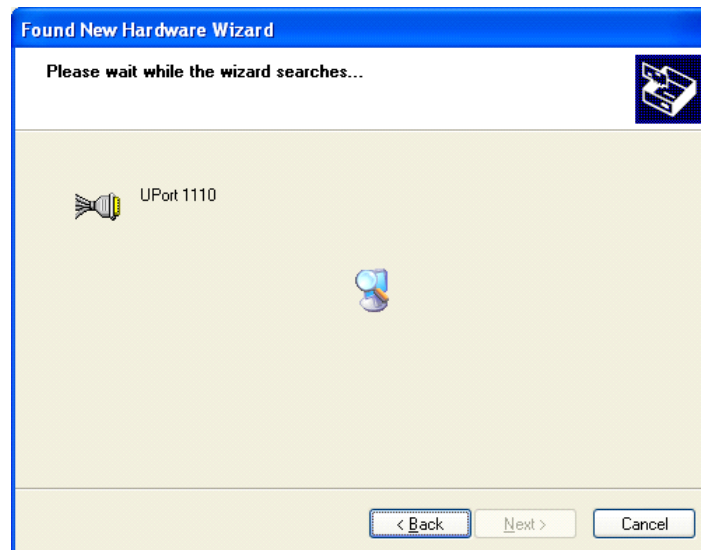 Found New Hardware Wizard
Please wait while the wizard searches...
UPort 1110
< Back
Next >
Cancel